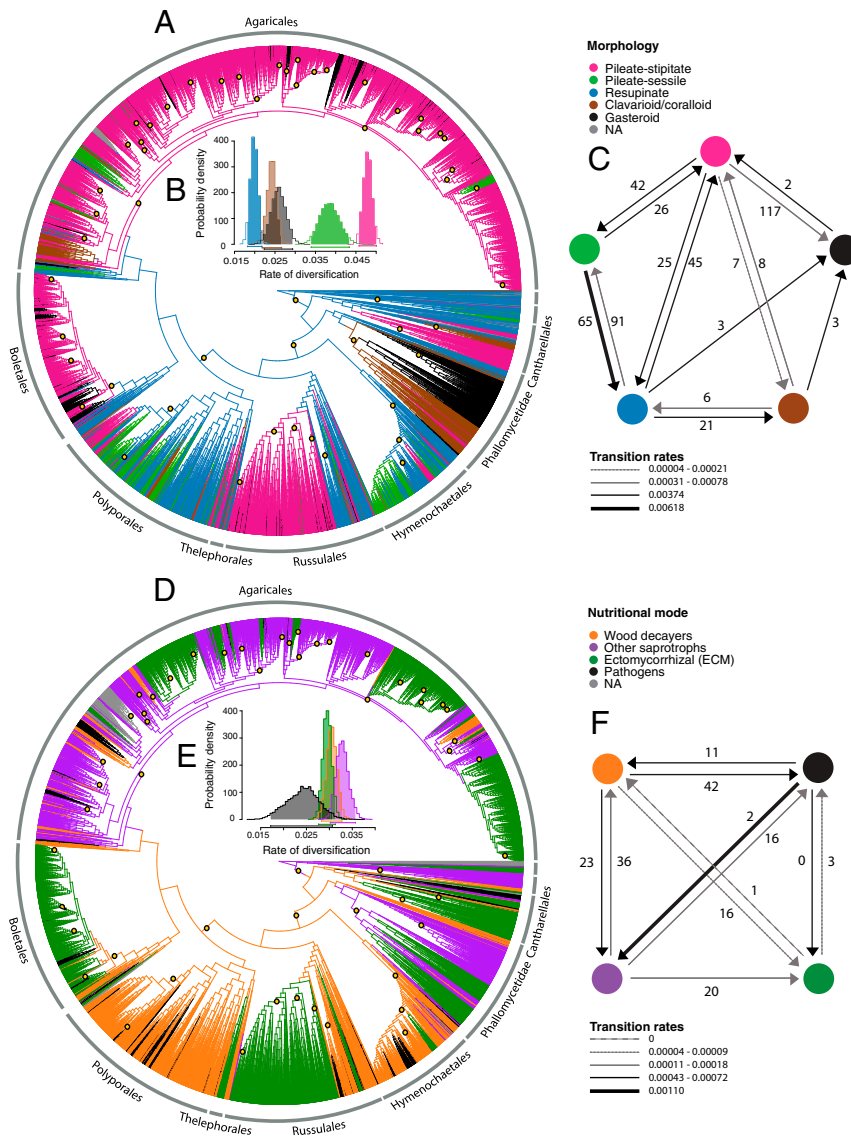 A
Agaricales
Boletales
Polyporales
Thelephorales
Russulales
Hymenochaetales
Phallomycetidae
Cantharellales
B
Probability density
400
300
200
100
0
0.015
0.025
0.035
0.045
Rate of diversification
Morphology
Pileate-stipitate
Pileate-sessile
Resupinate
Clavarioid/coralloid
Gasteroid
NA
C
42
26
2
117
25
45
7
8
65
91
3
3
6
21
Transition rates
0.00004 - 0.00021
0.00031 - 0.00078
0.00374
0.00618
D
Agaricales
Boletales
Polyporales
Thelephorales
Russulales
Hymenochaetales
Phallomycetidae
Cantharellales
E
Probability density
400
300
200
100
0
0.015
0.025
0.035
Rate of diversification
Nutritional mode
Wood decayers
Other saprotrophs
Ectomycorrhizal (ECM)
Pathogens
NA
F
11
42
2
16
23
36
0
3
1
16
20
Transition rates
0
0.00004 - 0.00009
0.00011 - 0.00018
0.00043 - 0.00072
0.00110